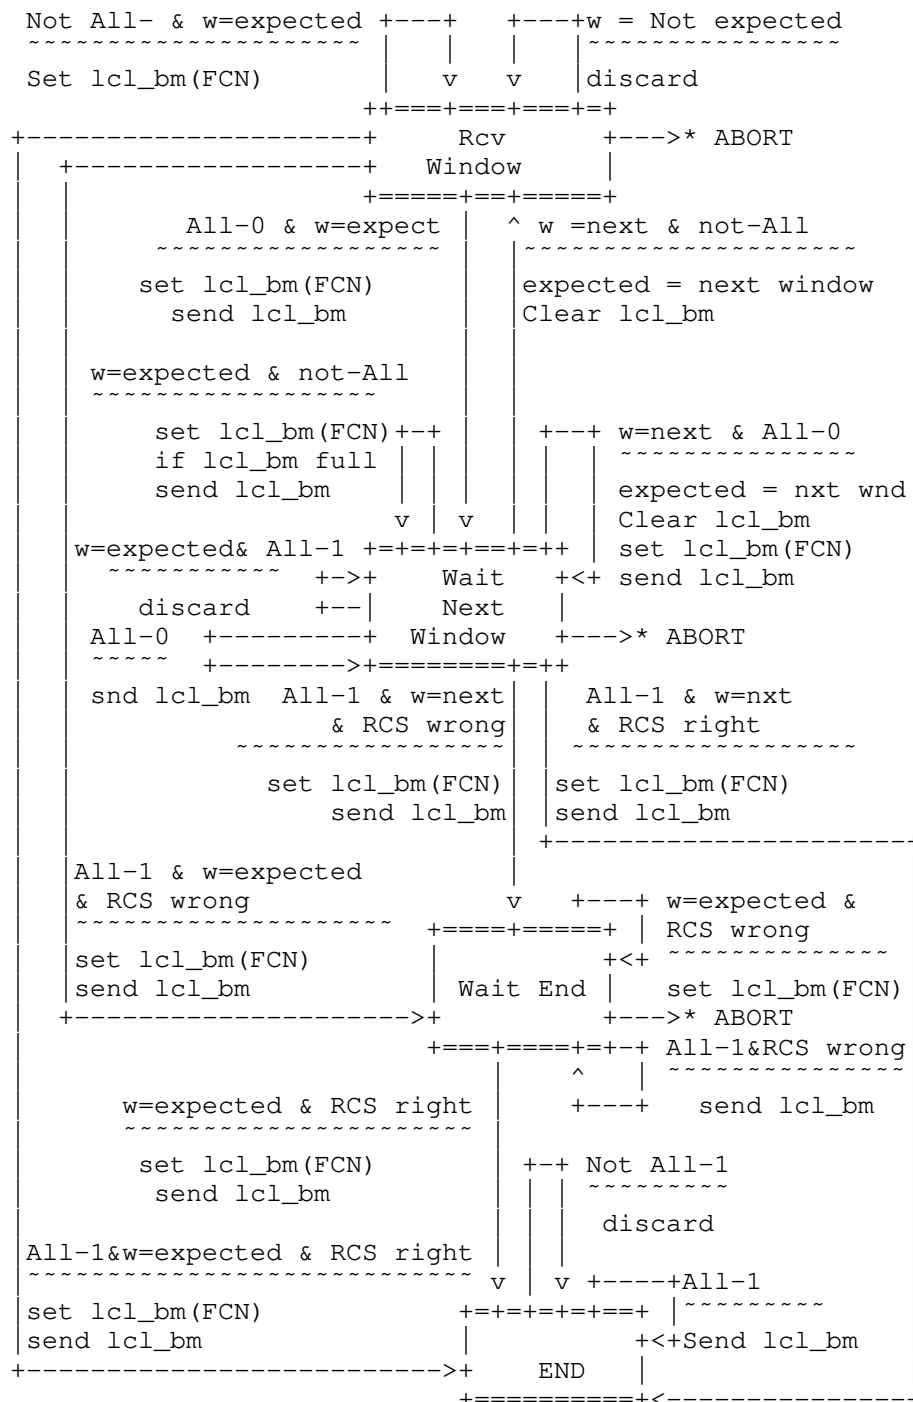 Not All- & w=expected +---+   +---+w = Not expected
~~~~~~~~~~~~~~~~~~~~~ |   |   |   |~~~~~~~~~~~~~~~~
Set lcl_bm(FCN)       |   v   v   |discard
                     ++===+===+===+=+
+---------------------+     Rcv      +--->* ABORT
|  +------------------+   Window     |
|  |                  +=====+==+=====+
|  |       All-0 & w=expect |  ^ w =next & not-All
|  |     ~~~~~~~~~~~~~~~~~~ |  |~~~~~~~~~~~~~~~~~~~~~
|  |    set lcl_bm(FCN)     |  |expected = next window
|  |      send lcl_bm       |  |Clear lcl_bm
|  |                        |  |
|  | w=expected & not-All   |  |
|  | ~~~~~~~~~~~~~~~~~~     |  |
|  |     set lcl_bm(FCN)+-+ |  | +--+ w=next & All-0
|  |     if lcl_bm full | | |  | |  | ~~~~~~~~~~~~~~~
|  |     send lcl_bm    | | |  | |  | expected = nxt wnd
|  |                    v | v  | |  | Clear lcl_bm
|  |w=expected& All-1 +=+=+=+==+=++ | set lcl_bm(FCN)
|  |  ~~~~~~~~~~~  +->+    Wait   +<+ send lcl_bm
|  |    discard    +--|    Next   |
|  | All-0  +---------+  Window   +--->* ABORT
|  | ~~~~~  +-------->+========+=++
|  | snd lcl_bm  All-1 & w=next| |  All-1 & w=nxt
|  |                & RCS wrong| |  & RCS right
|  |          ~~~~~~~~~~~~~~~~~| | ~~~~~~~~~~~~~~~~~~
|  |            set lcl_bm(FCN)| |set lcl_bm(FCN)
|  |                send lcl_bm| |send lcl_bm
|  |                           | +----------------------+
|  |All-1 & w=expected         |
|  |& RCS wrong                v   +---+ w=expected &
|  |~~~~~~~~~~~~~~~~~~~~ +====+=====+ | RCS wrong
|  |set lcl_bm(FCN)       |          +<+ ~~~~~~~~~~~~~~
|  |send lcl_bm           | Wait End |   set lcl_bm(FCN)
|  +--------------------->+          +--->* ABORT
|                         +===+====+=+-+ All-1&RCS wrong
|                             |    ^   | ~~~~~~~~~~~~~~~
|      w=expected & RCS right |    +---+   send lcl_bm
|      ~~~~~~~~~~~~~~~~~~~~~~ |
|       set lcl_bm(FCN)       | +-+ Not All-1
|        send lcl_bm          | | | ~~~~~~~~~
|                             | | |  discard
|All-1&w=expected & RCS right | | |
|~~~~~~~~~~~~~~~~~~~~~~~~~~~~ v | v +----+All-1
|set lcl_bm(FCN)            +=+=+=+=+==+ |~~~~~~~~~
|send lcl_bm                |          +<+Send lcl_bm
+-------------------------->+    END   |
                            +==========+<---------------